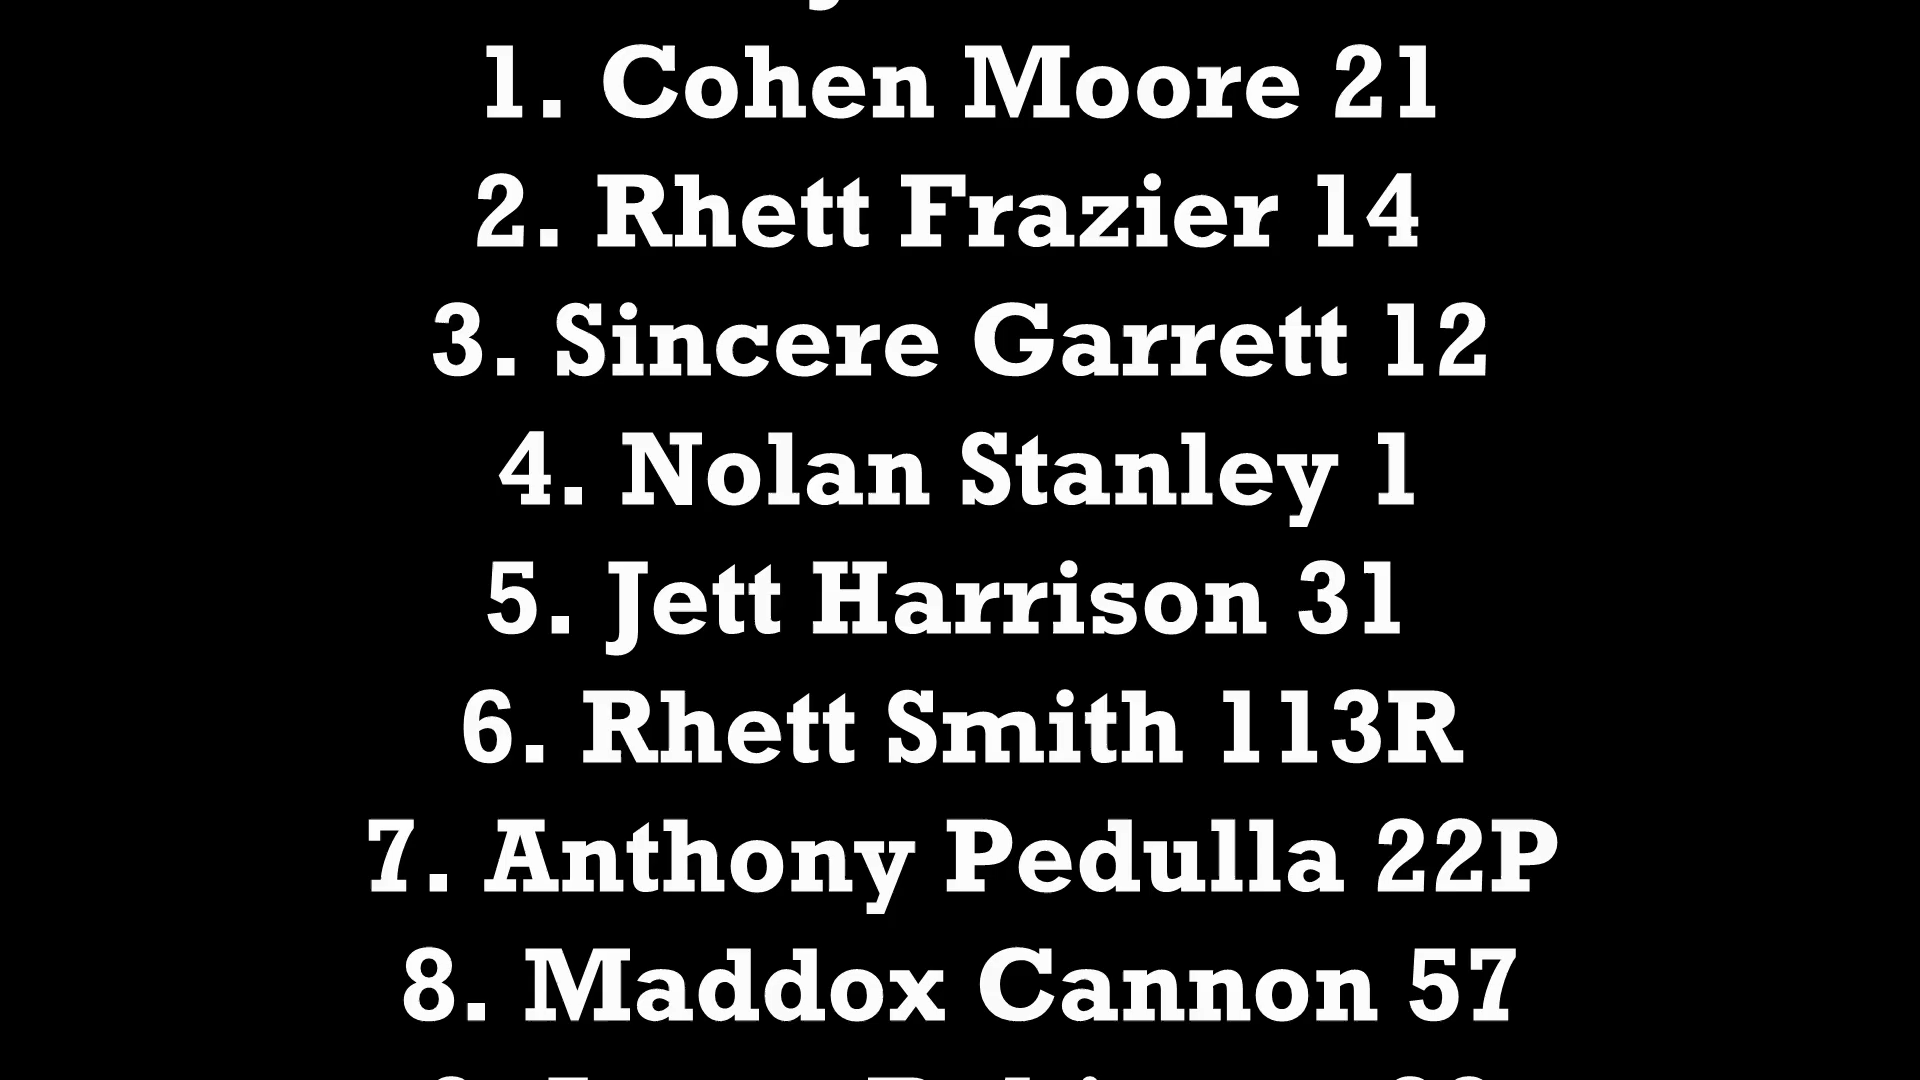 1. Cohen Moore 21
2. Rhett Frazier 14
3. Sincere Garrett 12
4. Nolan Stanley 1
5. Jett Harrison 31
6. Rhett Smith 113R
7. Anthony Pedulla 22P
8. Maddox Cannon 57